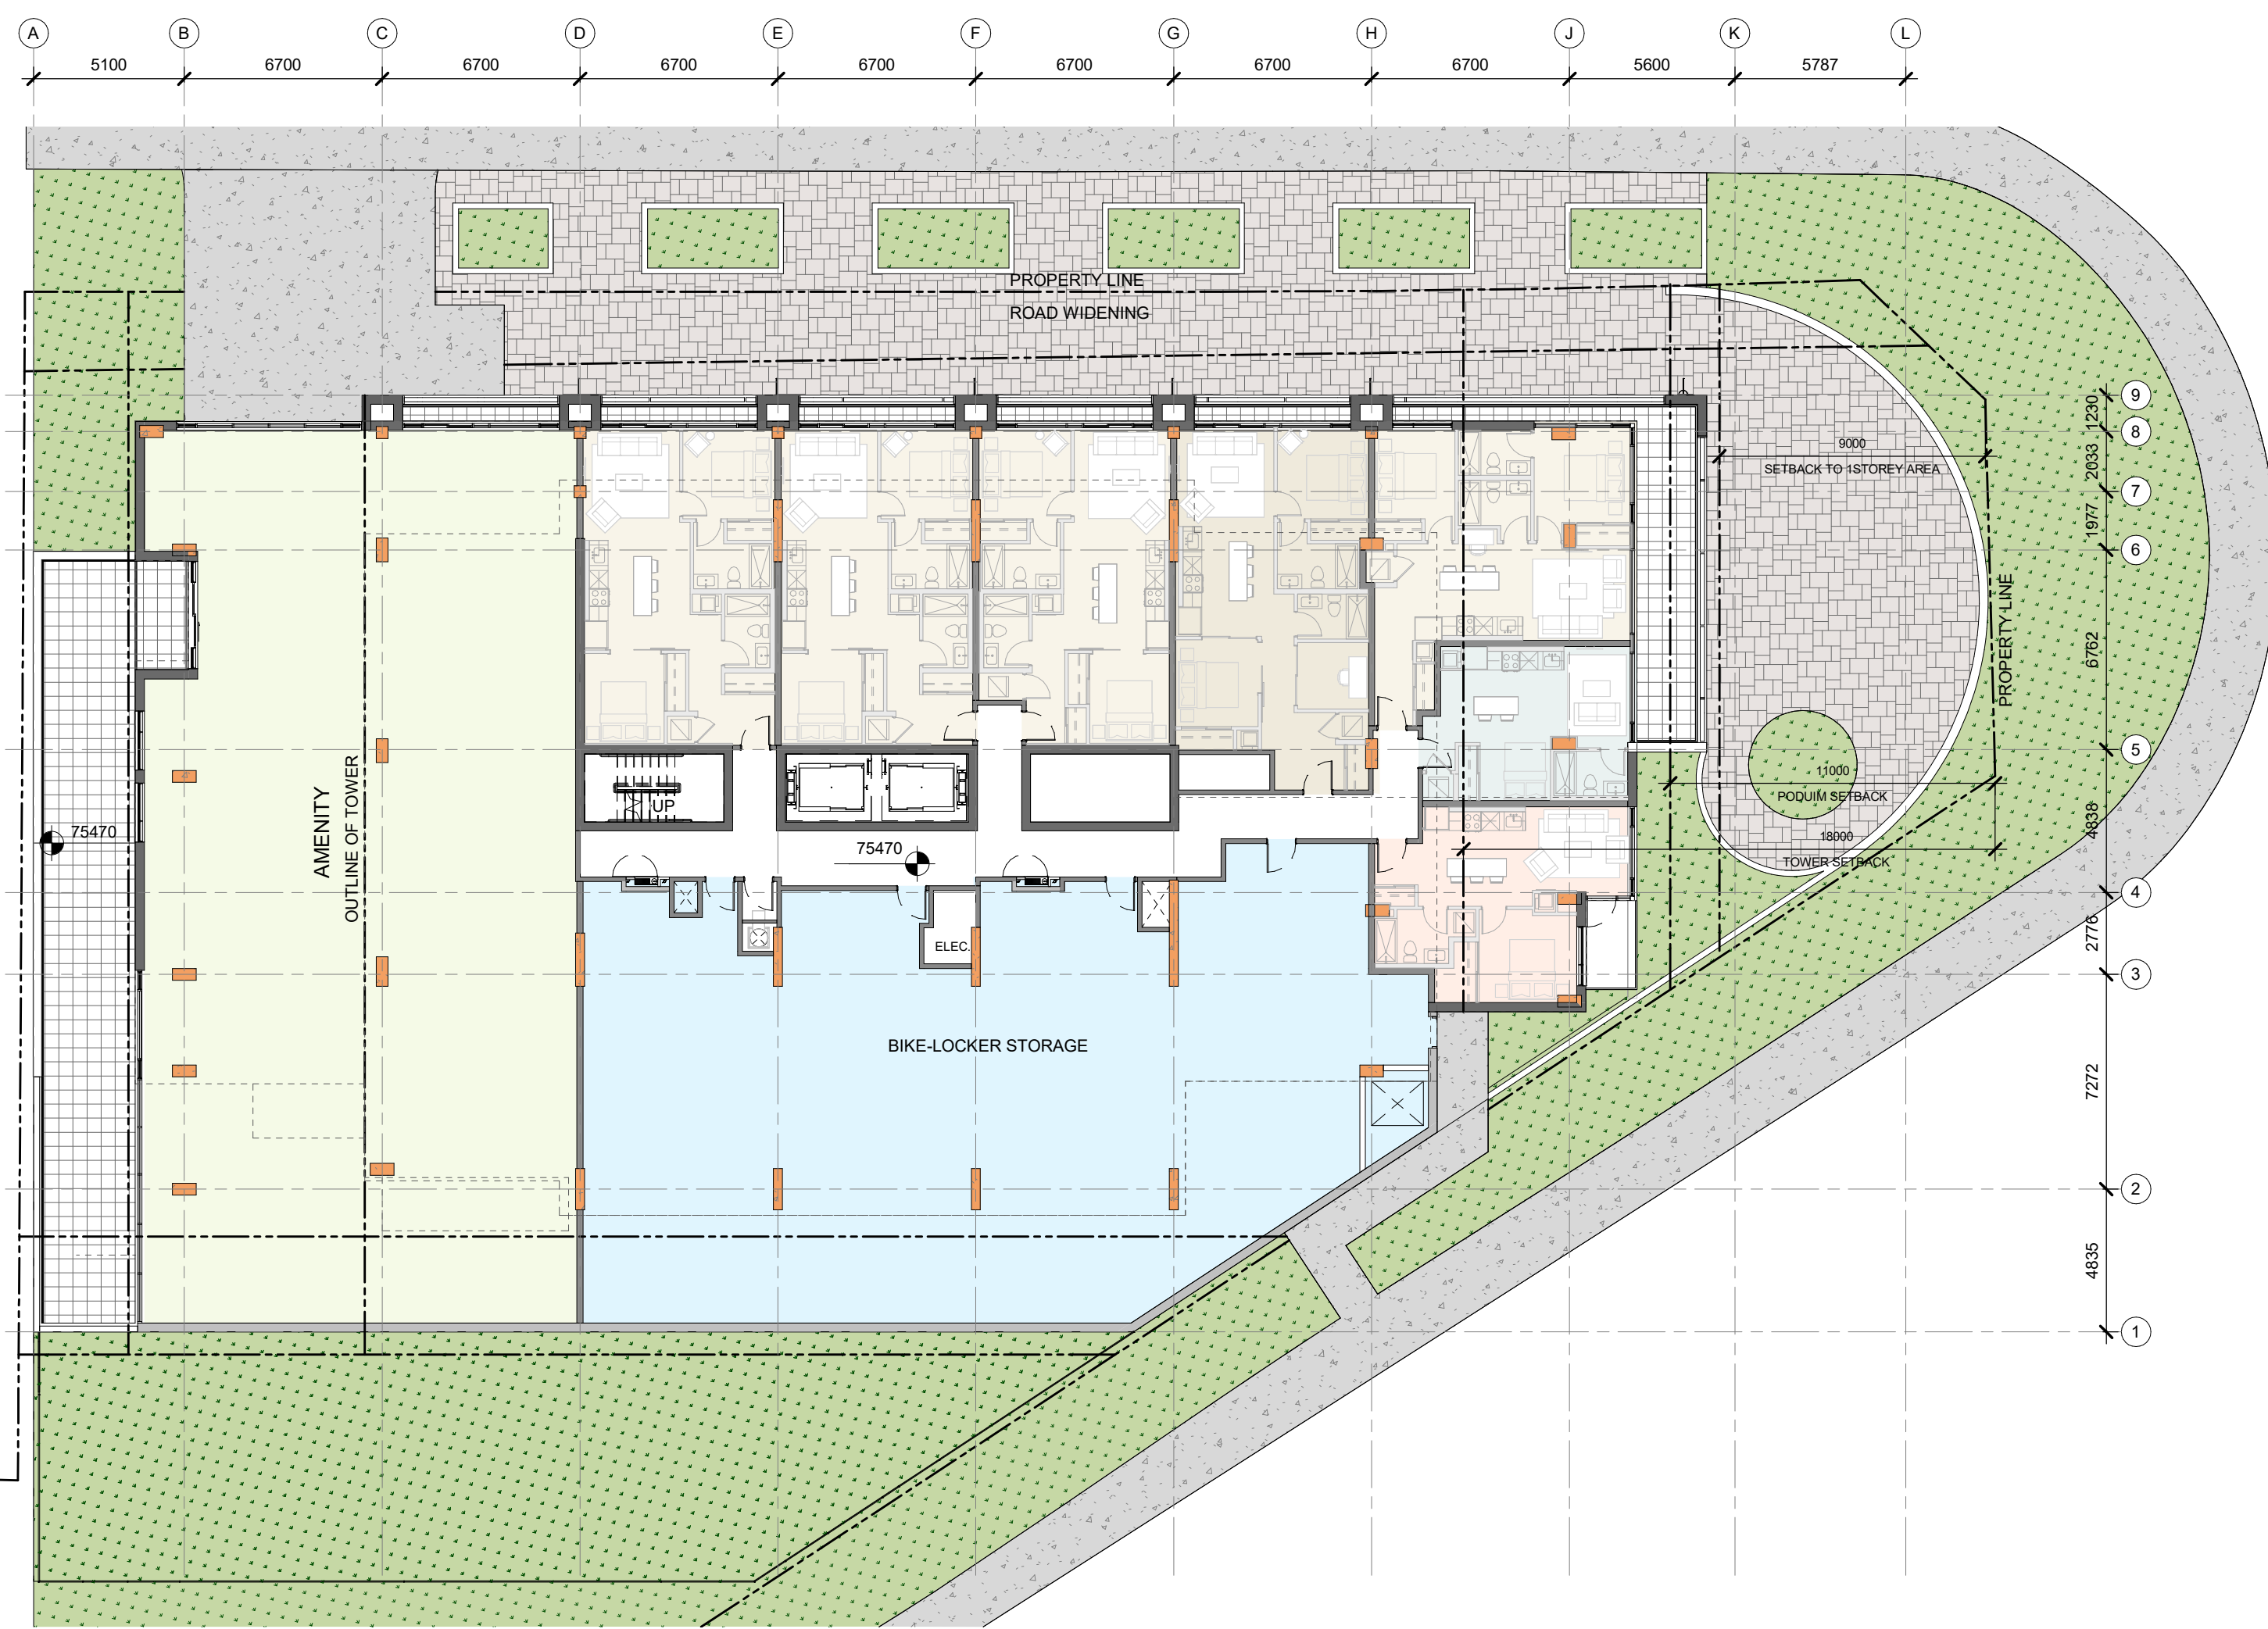 A B C D E F G H J K L
5100 6700 6700 6700 6700 6700 6700 6700 5600 5787
PROPERTY LINE
ROAD WIDENING
9
1230
8
9000
SETBACK TO 1STOREY AREA
2033
7
1977
6
PROPERTY LINE
6762
5
11000
PODUIM SETBACK
4838
18000
TOWER SETBACK
4
2776
3
7272
2
4835
1
75470
AMENITY
OUTLINE OF TOWER
UP
75470
ELEC.
BIKE-LOCKER STORAGE